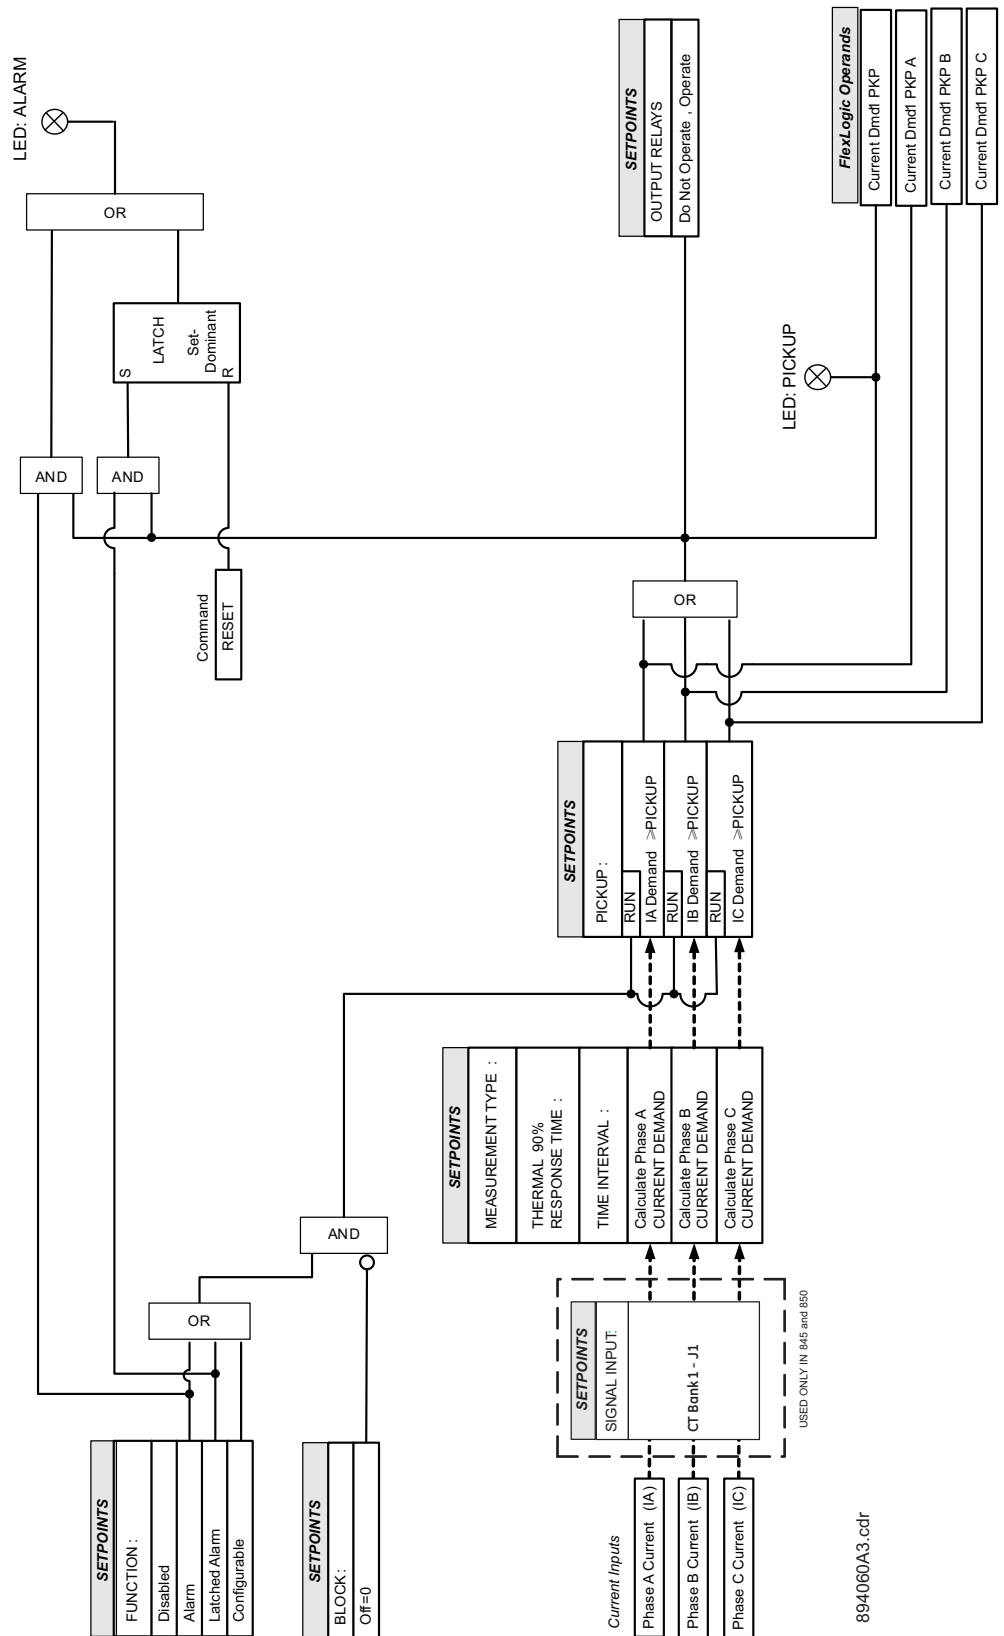 SETPOINTS
FUNCTION :
Disabled
Alarm
Latched Alarm
Configurable
SETPOINTS
BLOCK :
Off=0
Current Inputs
Phase A Current (IA)
Phase B Current (IB)
Phase C Current (IC)
894060A3.cdr
OR
AND
SETPOINTS
SIGNAL INPUT:
CT Bank 1 - J1
USED ONLY IN 845 and 850
SETPOINTS
MEASUREMENT TYPE :
THERMAL 90%
RESPONSE TIME :
TIME INTERVAL :
Calculate Phase A
CURRENT DEMAND
Calculate Phase B
CURRENT DEMAND
Calculate Phase C
CURRENT DEMAND
SETPOINTS
PICKUP :
RUN
IA Demand ≥PICKUP
RUN
IB Demand ≥PICKUP
RUN
IC Demand ≥PICKUP
Command
RESET
OR
AND
AND
S
LATCH
Set-
Dominant
R
OR
LED: ALARM
LED: PICKUP
SETPOINTS
OUTPUT RELAYS
Do Not Operate , Operate
FlexLogic Operands
Current Dmd1 PKP
Current Dmd1 PKP A
Current Dmd1 PKP B
Current Dmd1 PKP C